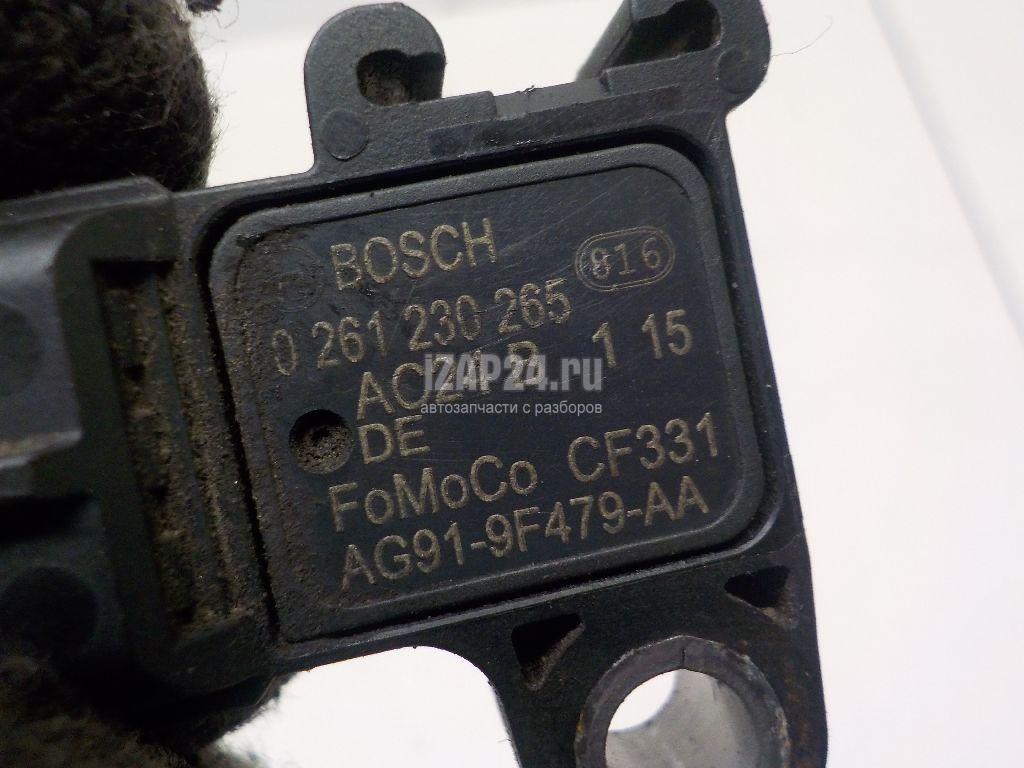 BOSCH 816
0 261 230 265
1 15
DE
FoMoCo CF331
AG91-9F479-AA
iZAP24.ru
автозапчасти с разборов